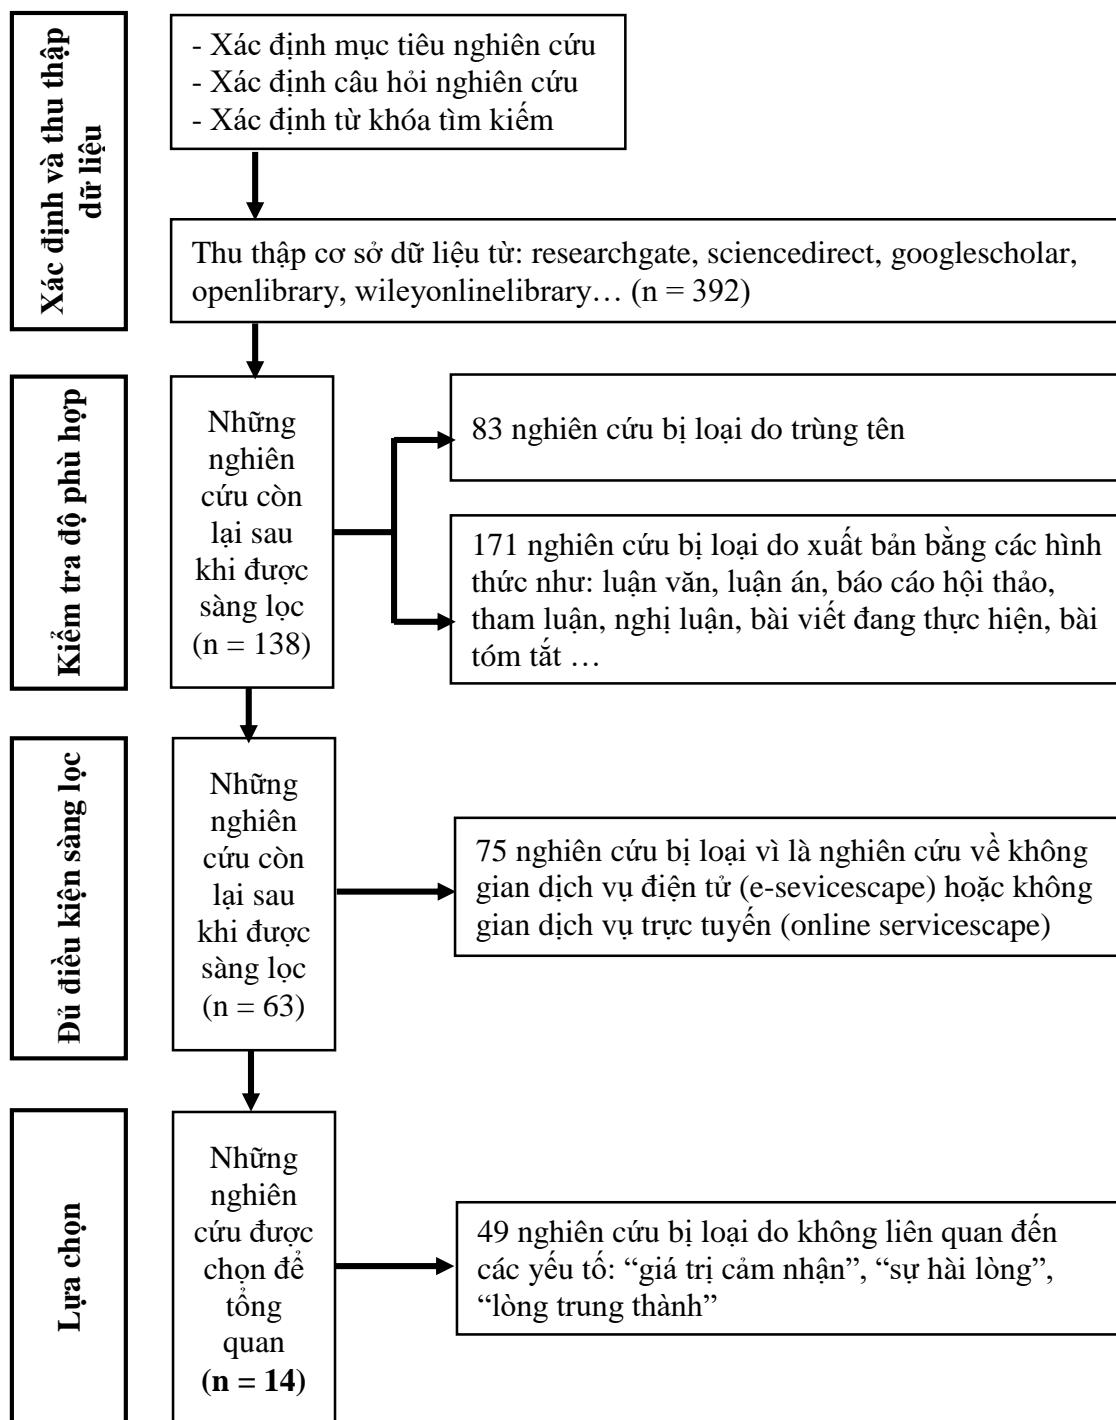 Xác định và thu thập
dữ liệu
- Xác định mục tiêu nghiên cứu
- Xác định câu hỏi nghiên cứu
- Xác định từ khóa tìm kiếm
Thu thập cơ sở dữ liệu từ: researchgate, sciencedirect, googlescholar,
openlibrary, wileyonlinelibrary… (n = 392)
Kiểm tra độ phù hợp
Những
nghiên
cứu còn
lại sau
khi được
sàng lọc
(n = 138)
83 nghiên cứu bị loại do trùng tên
171 nghiên cứu bị loại do xuất bản bằng các hình
thức như: luận văn, luận án, báo cáo hội thảo,
tham luận, nghị luận, bài viết đang thực hiện, bài
tóm tắt …
Đủ điều kiện sàng lọc
Những
nghiên
cứu còn
lại sau
khi được
sàng lọc
(n = 63)
75 nghiên cứu bị loại vì là nghiên cứu về không
gian dịch vụ điện tử (e-sevicescape) hoặc không
gian dịch vụ trực tuyến (online servicescape)
Lựa chọn
Những
nghiên
cứu được
chọn để
tổng
quan
(n = 14)
49 nghiên cứu bị loại do không liên quan đến
các yếu tố: “giá trị cảm nhận”, “sự hài lòng”,
“lòng trung thành”